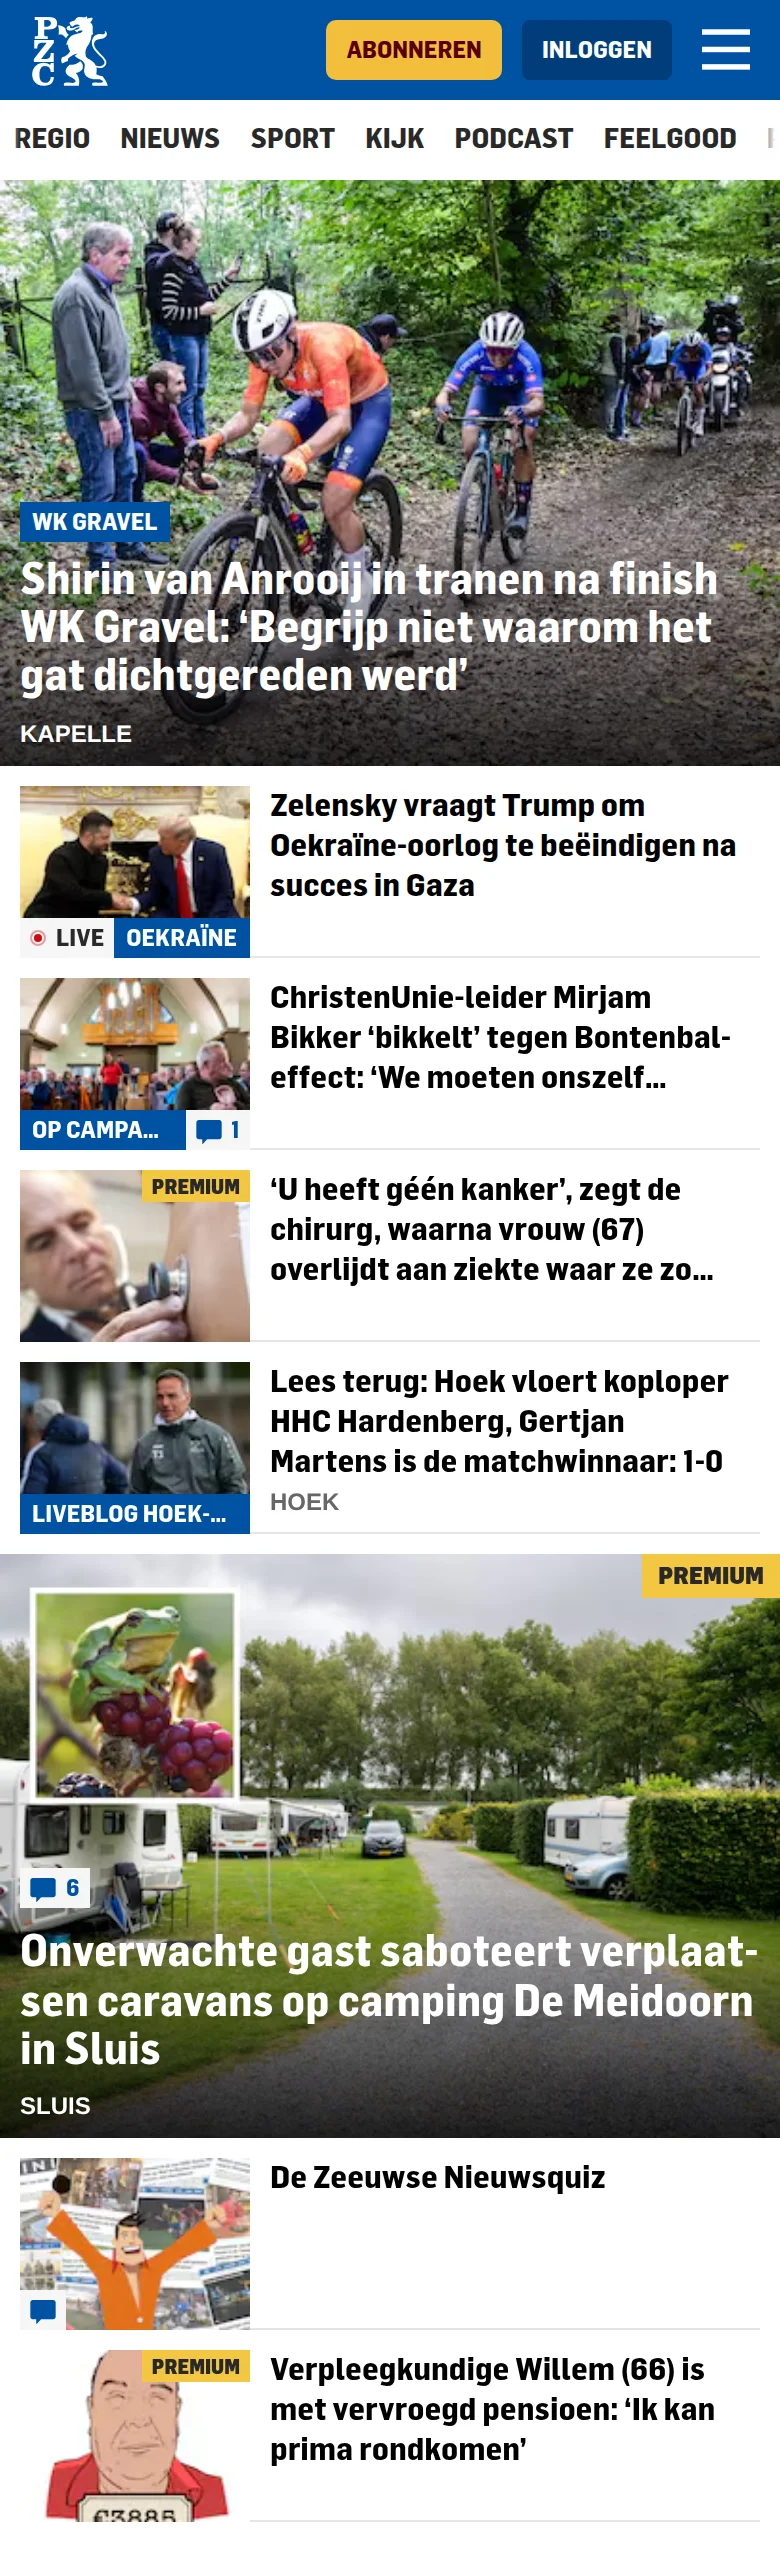 PZC
ABONNEREN
INLOGGEN
REGIO NIEUWS SPORT KIJK PODCAST FEELGOOD
WK GRAVEL
Shirin van Anrooij in tranen na finish
WK Gravel: ‘Begrijp niet waarom het
gat dichtgereden werd’
KAPELLE
Zelensky vraagt Trump om
Oekraïne-oorlog te beëindigen na
succes in Gaza
LIVE OEKRAÏNE
ChristenUnie-leider Mirjam
Bikker ‘bikkelt’ tegen Bontenbal-
effect: ‘We moeten onszelf...
OP CAMPA... 1
PREMIUM
‘U heeft géén kanker’, zegt de
chirurg, waarna vrouw (67)
overlijdt aan ziekte waar ze zo...
Lees terug: Hoek vloert koploper
HHC Hardenberg, Gertjan
Martens is de matchwinnaar: 1-0
HOEK
LIVEBLOG HOEK-...
PREMIUM
6
Onverwachte gast saboteert verplaat-
sen caravans op camping De Meidoorn
in Sluis
SLUIS
De Zeeuwse Nieuwsquiz
PREMIUM
Verpleegkundige Willem (66) is
met vervroegd pensioen: ‘Ik kan
prima rondkomen’
€3885